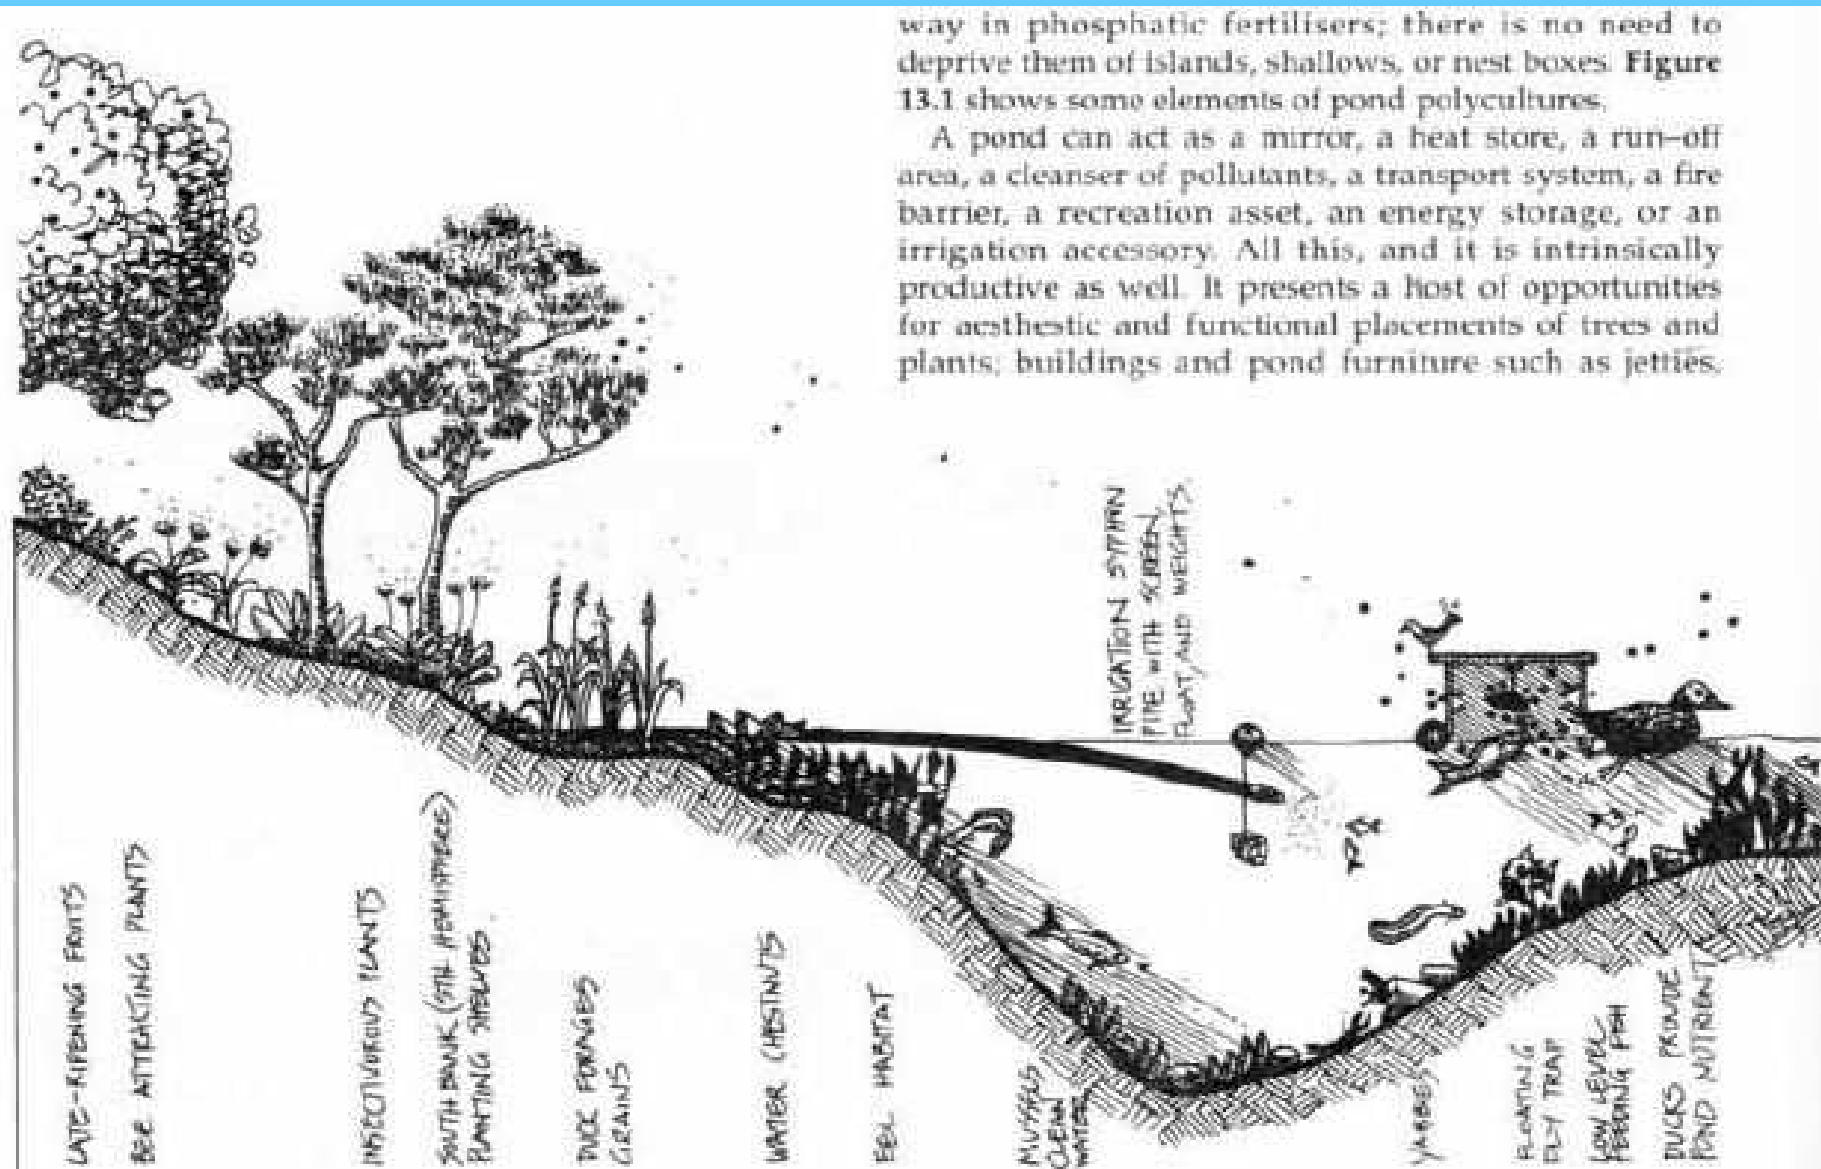 way in phosphatic fertilisers; there is no need to
deprive them of islands, shallows, or nest boxes. Figure
13.1 shows some elements of pond polycultures.
A pond can act as a mirror, a heat store, a run-off
area, a cleanser of pollutants, a transport system, a fire
barrier, a recreation asset, an energy storage, or an
irrigation accessory. All this, and it is intrinsically
productive as well. It presents a host of opportunities
for aesthestic and functional placements of trees and
plants; buildings and pond furniture such as jetties,
IRRIGATION SYPHAN
PIPE WITH SCREEN,
FLOAT, AND WEIGHTS.
LATE-RIPENING FRUITS
BEE ATTRACTING PLANTS
INSECTIVOROUS PLANTS
SOUTH BANK (STH HEMISPHERE)
PLANTING SHELVES.
DUCK FORAGES
GRAINS
WATER CHESTNUTS
EEL HABITAT
MUSSELS
CLEAN
WATER
YABBIES
FLOATING
FLY TRAP
LOW LEVEL
FEEDING FISH
DUCKS PROVIDE
POND NUTRIENT